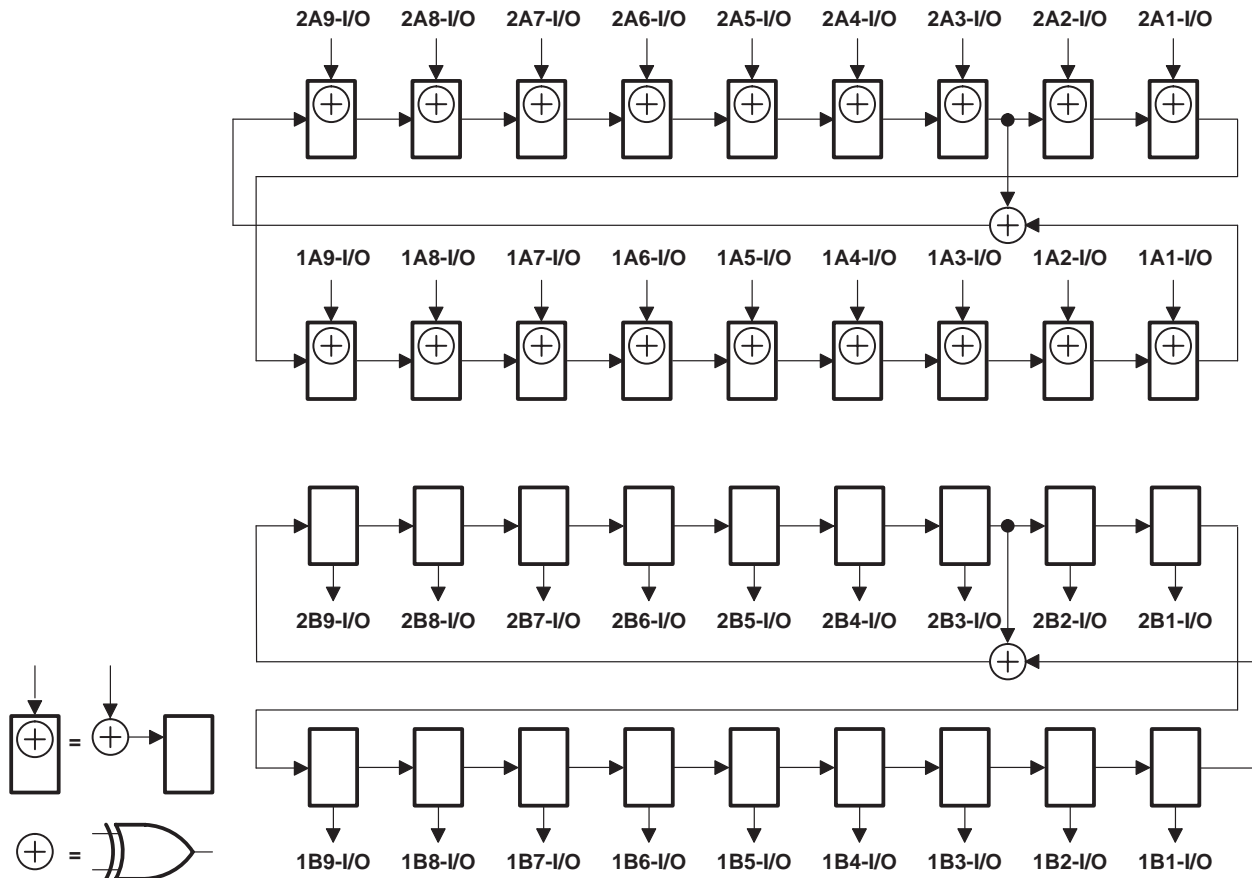 2A9-I/O 2A8-I/O 2A7-I/O 2A6-I/O 2A5-I/O 2A4-I/O 2A3-I/O 2A2-I/O 2A1-I/O
1A9-I/O 1A8-I/O 1A7-I/O 1A6-I/O 1A5-I/O 1A4-I/O 1A3-I/O 1A2-I/O 1A1-I/O
2B9-I/O 2B8-I/O 2B7-I/O 2B6-I/O 2B5-I/O 2B4-I/O 2B3-I/O 2B2-I/O 2B1-I/O
=
=
1B9-I/O 1B8-I/O 1B7-I/O 1B6-I/O 1B5-I/O 1B4-I/O 1B3-I/O 1B2-I/O 1B1-I/O